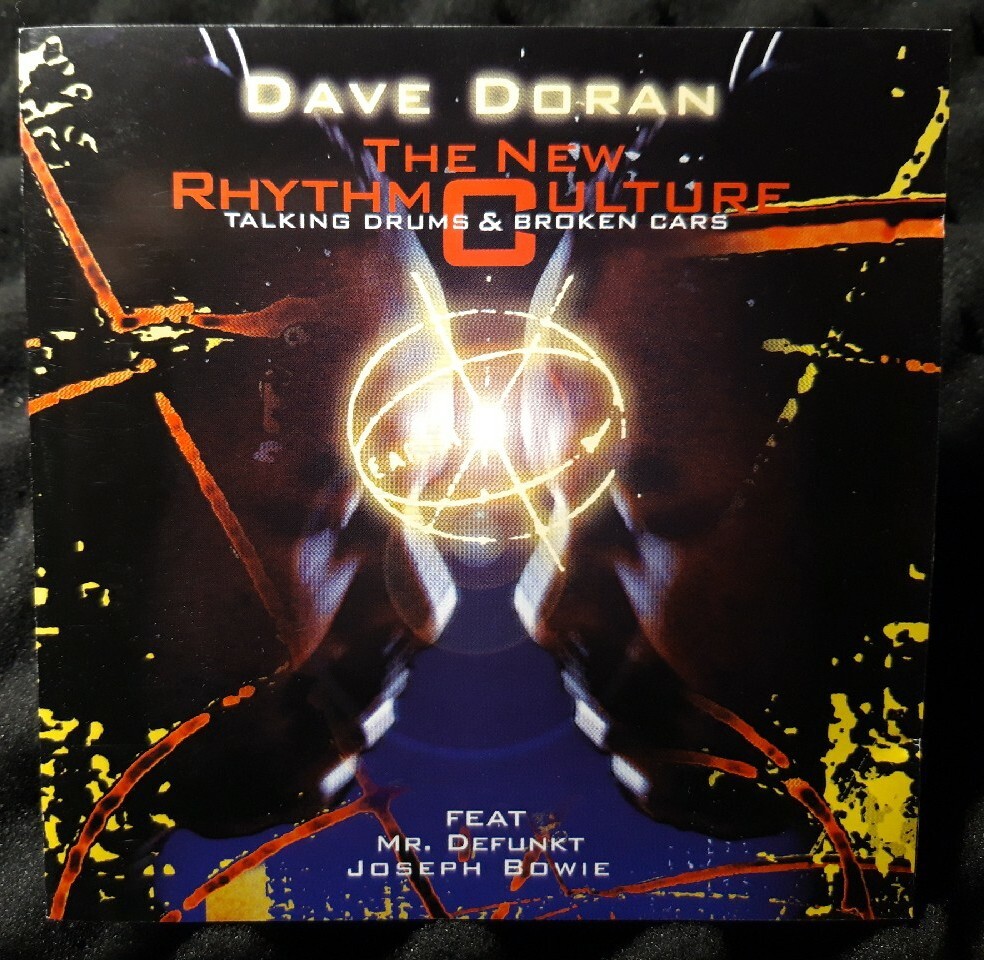 DAVE DORAN
THE NEW
RHYTHM CULTURE
TALKING DRUMS & BROKEN CARS
FEAT
MR. DEFUNKT
JOSEPH BOWIE